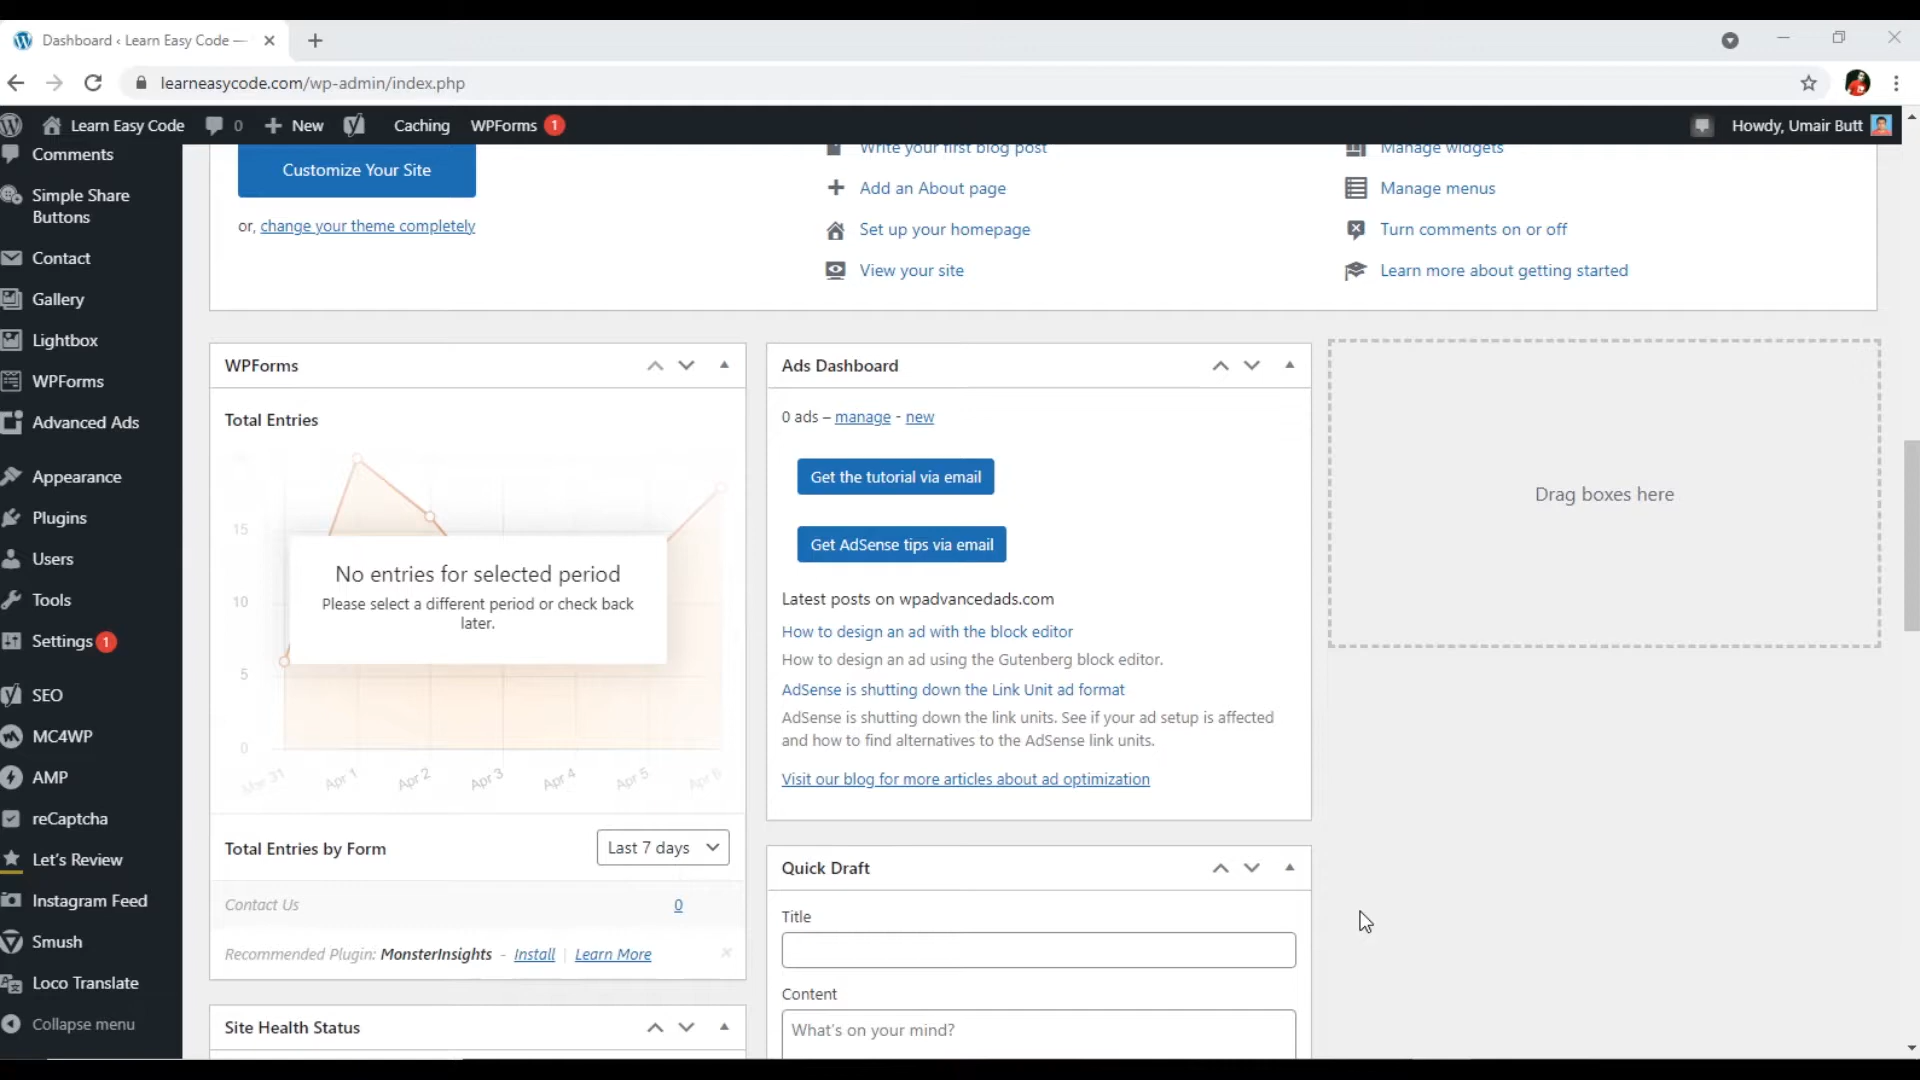 Dashboard ‹ Learn Easy Code —
learneasycode.com/wp-admin/index.php
Learn Easy Code 0 New Caching WPForms 1 Howdy, Umair Butt
Comments
Simple Share
Buttons
Contact
Gallery
Lightbox
WPForms
Advanced Ads
Appearance
Plugins
Users
Tools
Settings 1
SEO
MC4WP
AMP
reCaptcha
Let's Review
Instagram Feed
Smush
Loco Translate
Collapse menu
Customize Your Site
or, change your theme completely
Write your first blog post
Add an About page
Set up your homepage
View your site
Manage widgets
Manage menus
Turn comments on or off
Learn more about getting started
WPForms
Total Entries
15
10
5
0
No entries for selected period
Please select a different period or check back
later.
Mar 31 Apr 1 Apr 2 Apr 3 Apr 4 Apr 5 Apr 6
Total Entries by Form Last 7 days
Contact Us 0
Recommended Plugin: MonsterInsights - Install | Learn More
Site Health Status
Ads Dashboard
0 ads – manage - new
Get the tutorial via email
Get AdSense tips via email
Latest posts on wpadvancedads.com
How to design an ad with the block editor
How to design an ad using the Gutenberg block editor.
AdSense is shutting down the Link Unit ad format
AdSense is shutting down the link units. See if your ad setup is affected
and how to find alternatives to the AdSense link units.
Visit our blog for more articles about ad optimization
Quick Draft
Title
Content
What's on your mind?
Drag boxes here